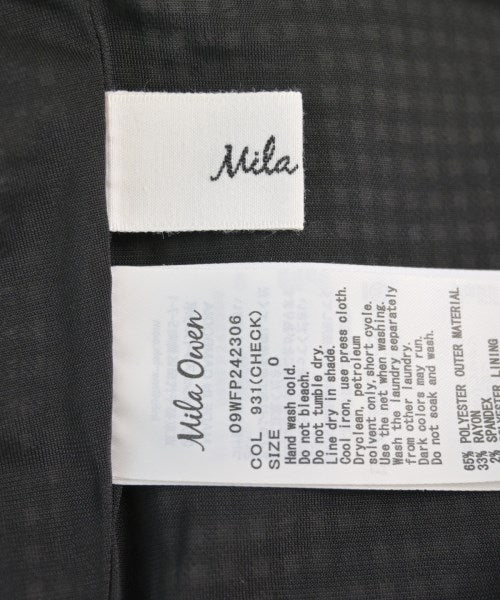 Mila
Mila Owen
09WFP242306
COL 931(CHECK)
SIZE 0
Hand wash cold.
Do not bleach.
Do not tumble dry.
Line dry in shade.
Cool iron, use press cloth.
Dryclean, petroleum
solvent only, short cycle.
Use the net when washing.
Wash the laundry separately
from other laundry.
Dark colors may run.
Do not soak and wash.
65% POLYESTER OUTER MATERIAL
33% RAYON
2% SPANDEX
LINING